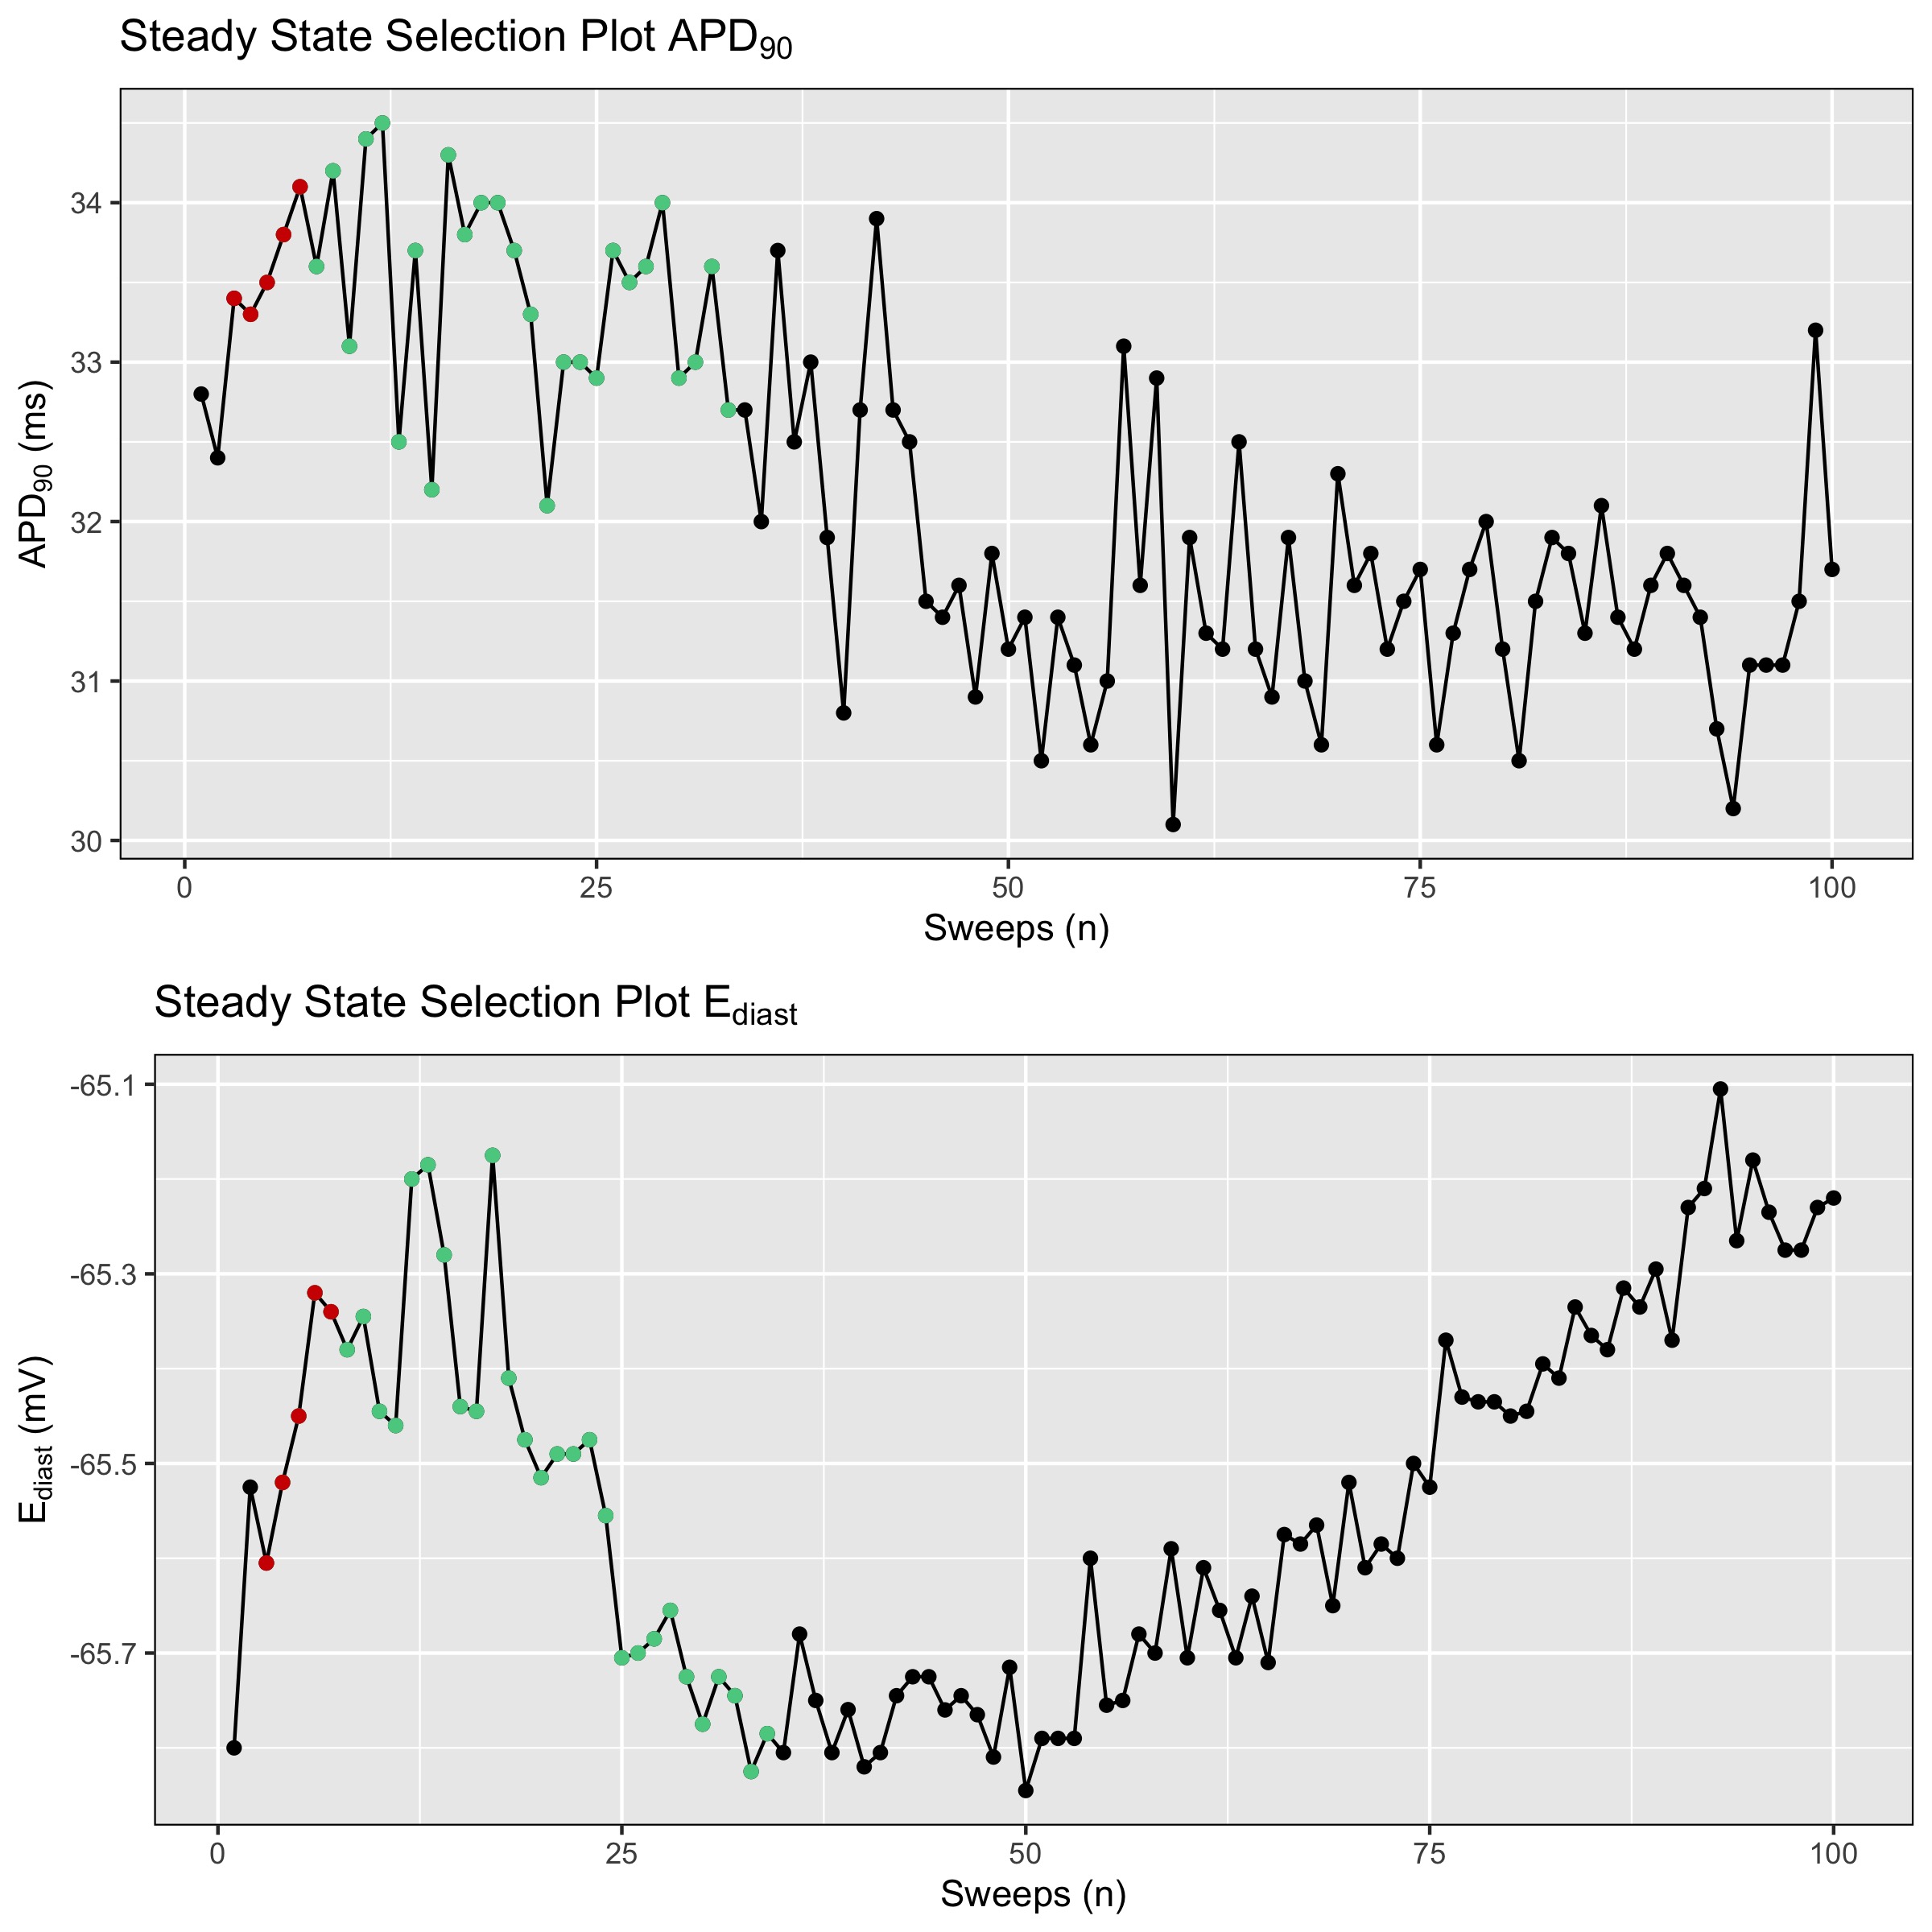 Steady State Selection Plot APD90
34
33
32
31
30
APD90 (ms)
0 25 50 75 100
Sweeps (n)
Steady State Selection Plot Ediast
-65.1
-65.3
-65.5
-65.7
Ediast (mV)
0 25 50 75 100
Sweeps (n)